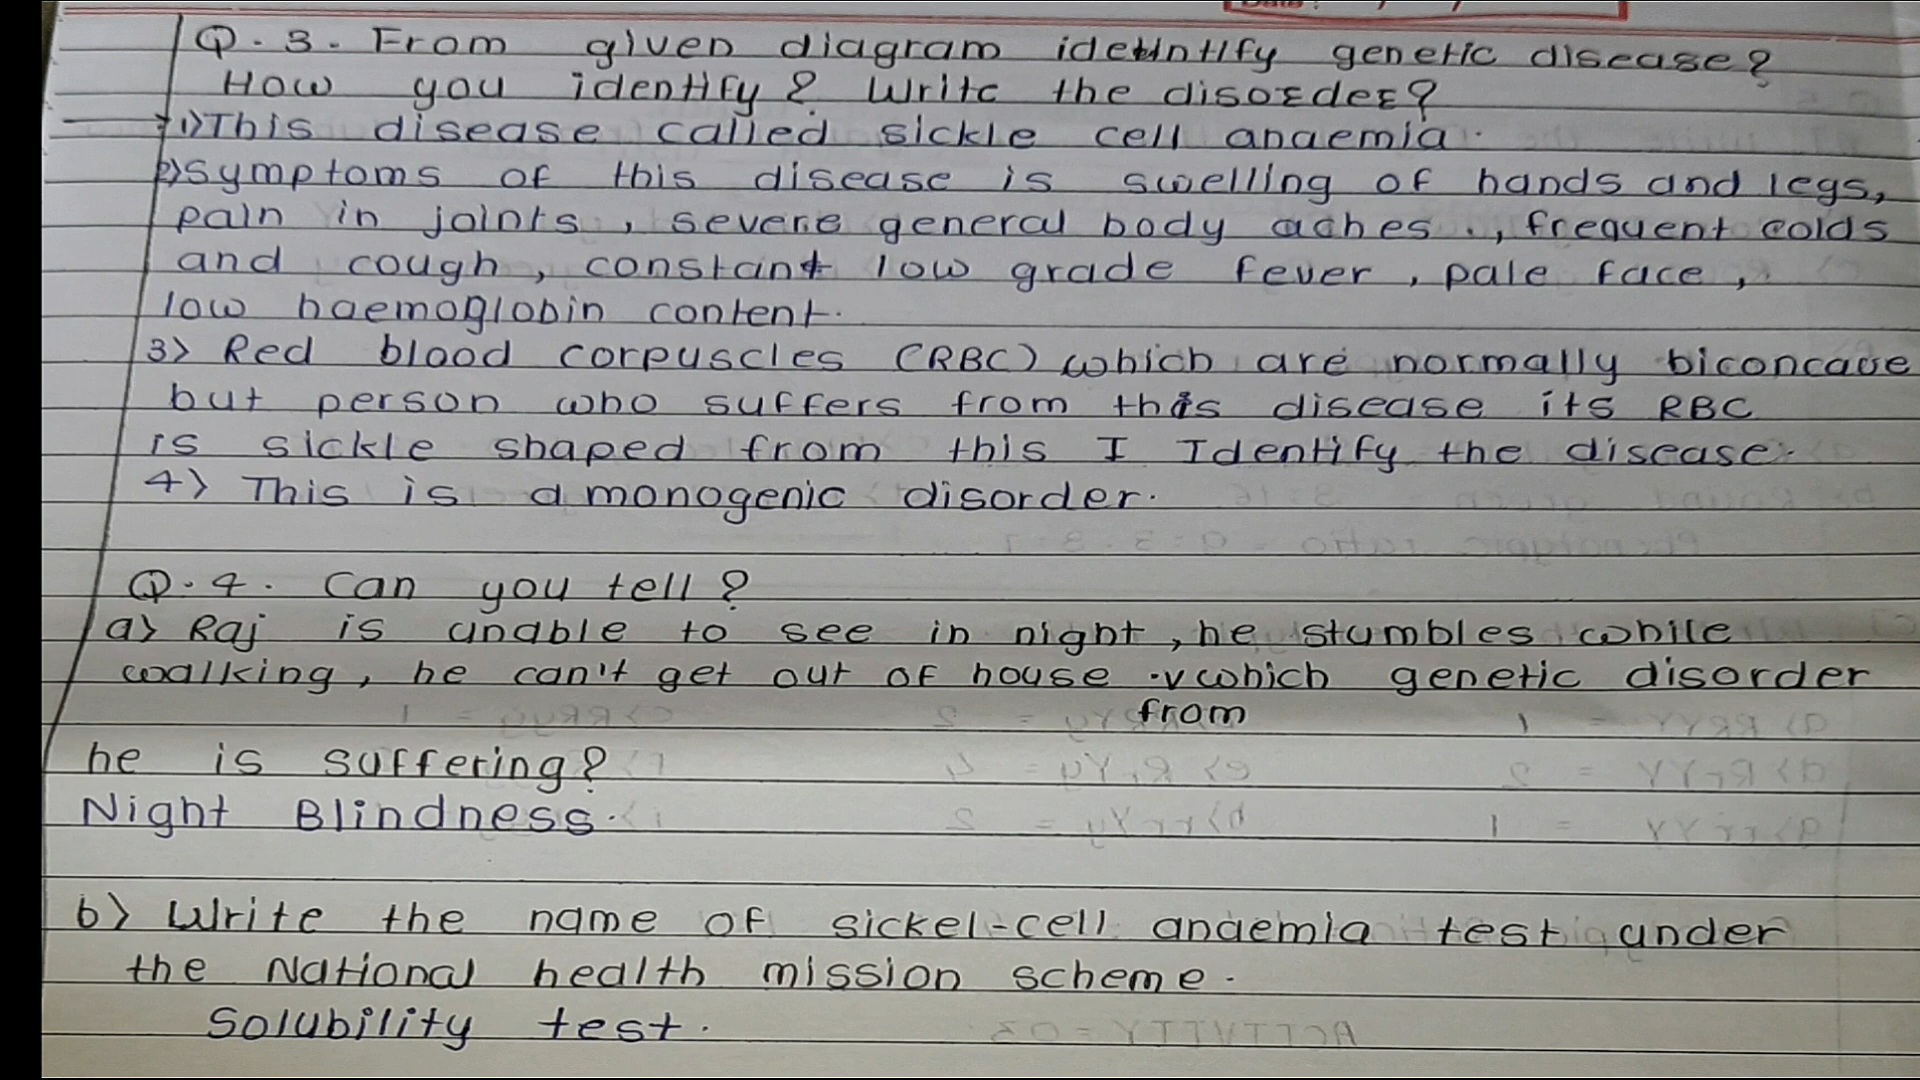 Q.3. From given diagram identify genetic disease?
How you identify? Write the disorder?
→1) This disease called sickle cell anaemia.
2) Symptoms of this disease is swelling of hands and legs,
pain in joints, severe general body aches., frequent colds
and cough, constant low grade fever, pale face,
low haemoglobin content.
3) Red blood corpuscles (RBC) which are normally biconcave
but person who suffers from this disease its RBC
is sickle shaped from this I Identify the disease.
4) This is a monogenic disorder.
Q.4. Can you tell?
a) Raj is unable to see in night, he stumbles while
walking, he can't get out of house. which genetic disorder
from
he is suffering?
Night Blindness.
b) Write the name of sickel-cell anaemia test under
the National health mission scheme.
Solubility test.